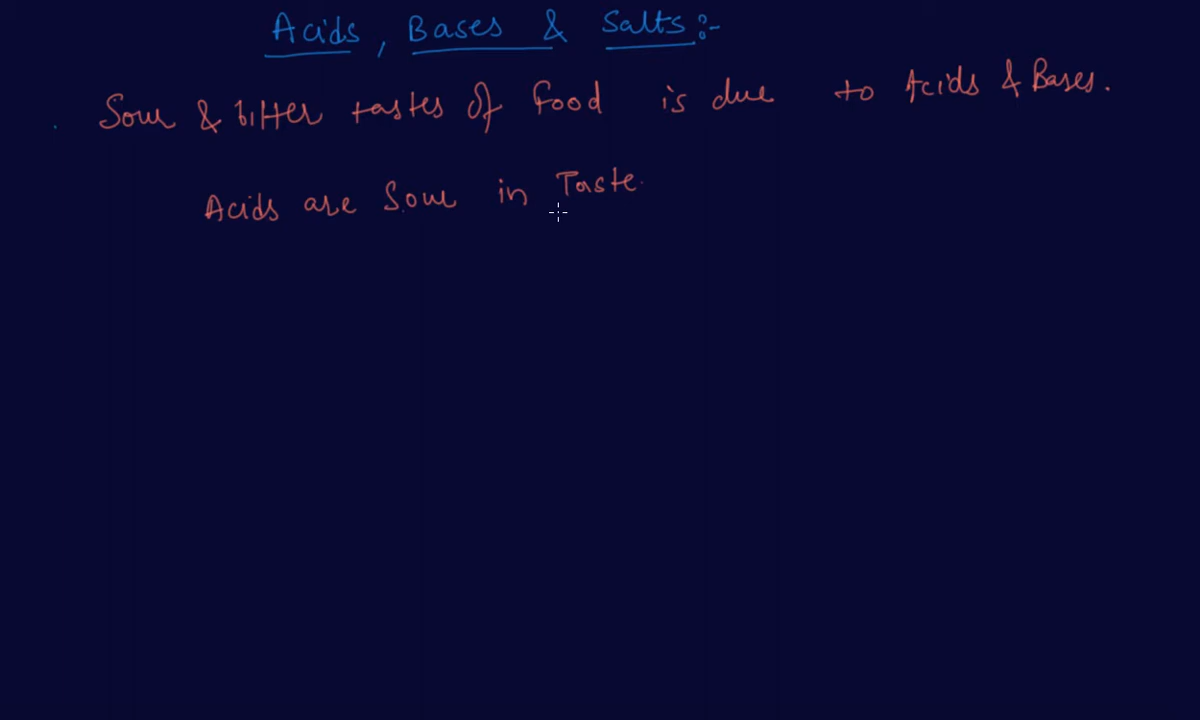 Acids, Bases & Salts:-
Sour & bitter tastes of food is due to Acids & Bases.
Acids are Sour in Taste.